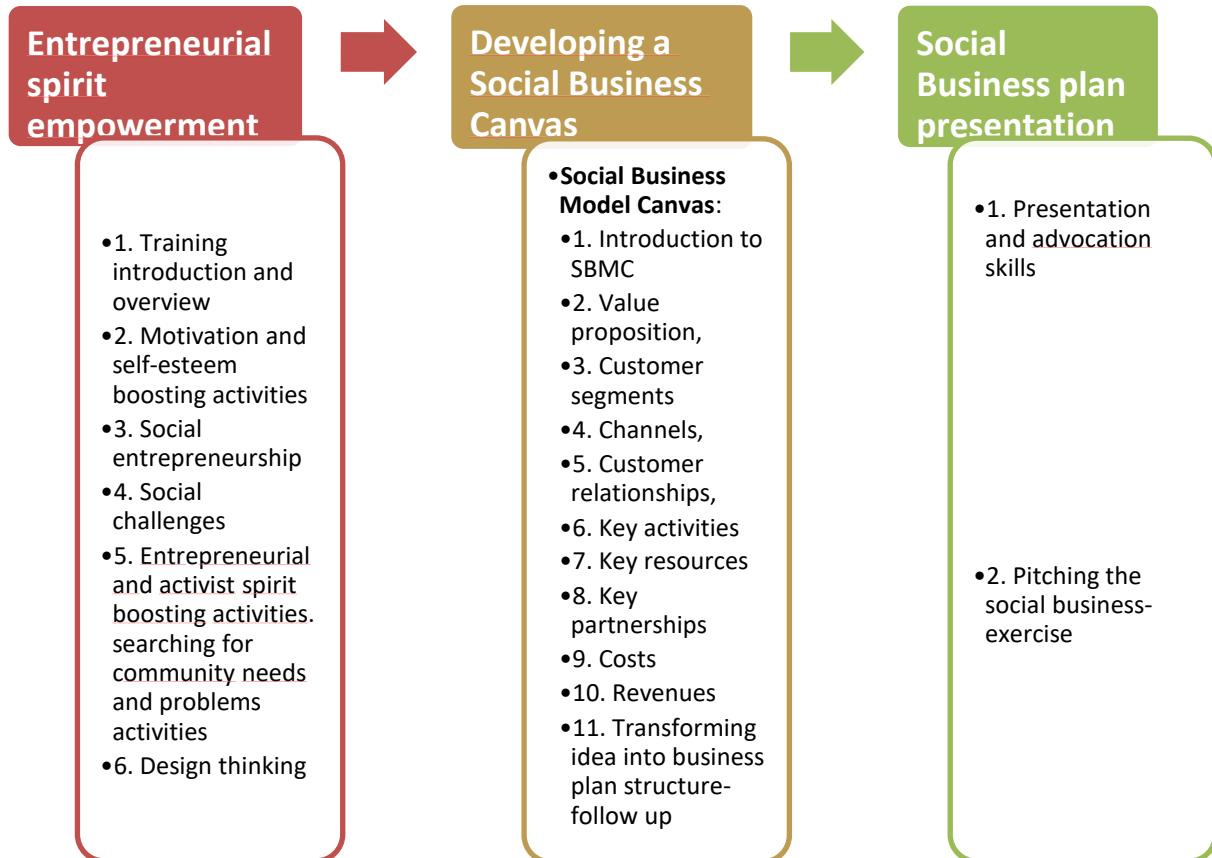 Entrepreneurial
spirit
empowerment
•1. Training
introduction and
overview
•2. Motivation and
self-esteem
boosting activities
•3. Social
entrepreneurship
•4. Social
challenges
•5. Entrepreneurial
and activist spirit
boosting activities.
searching for
community needs
and problems
activities
•6. Design thinking
Developing a
Social Business
Canvas
•Social Business
Model Canvas:
•1. Introduction to
SBMC
•2. Value
proposition,
•3. Customer
segments
•4. Channels,
•5. Customer
relationships,
•6. Key activities
•7. Key resources
•8. Key
partnerships
•9. Costs
•10. Revenues
•11. Transforming
idea into business
plan structure-
follow up
Social
Business plan
presentation
•1. Presentation
and advocation
skills
•2. Pitching the
social business-
exercise